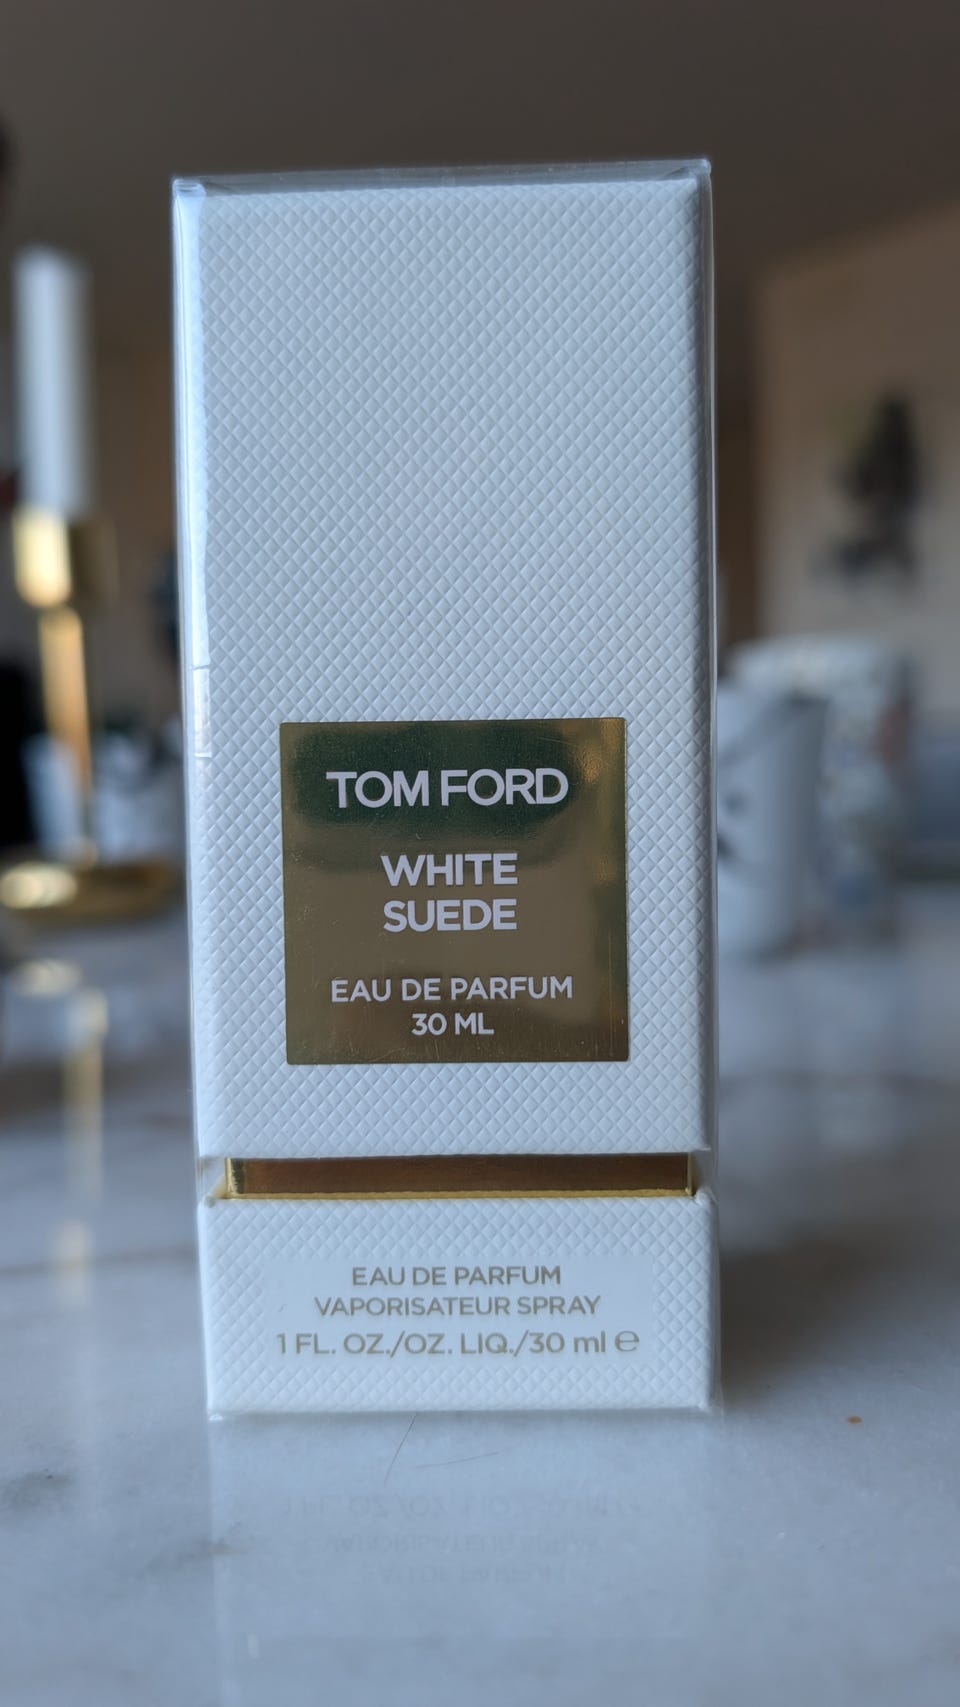 TOM FORD
WHITE
SUEDE
EAU DE PARFUM
30 ML
EAU DE PARFUM
VAPORISATEUR SPRAY
1 FL. OZ./OZ. LIQ./30 ml ℮